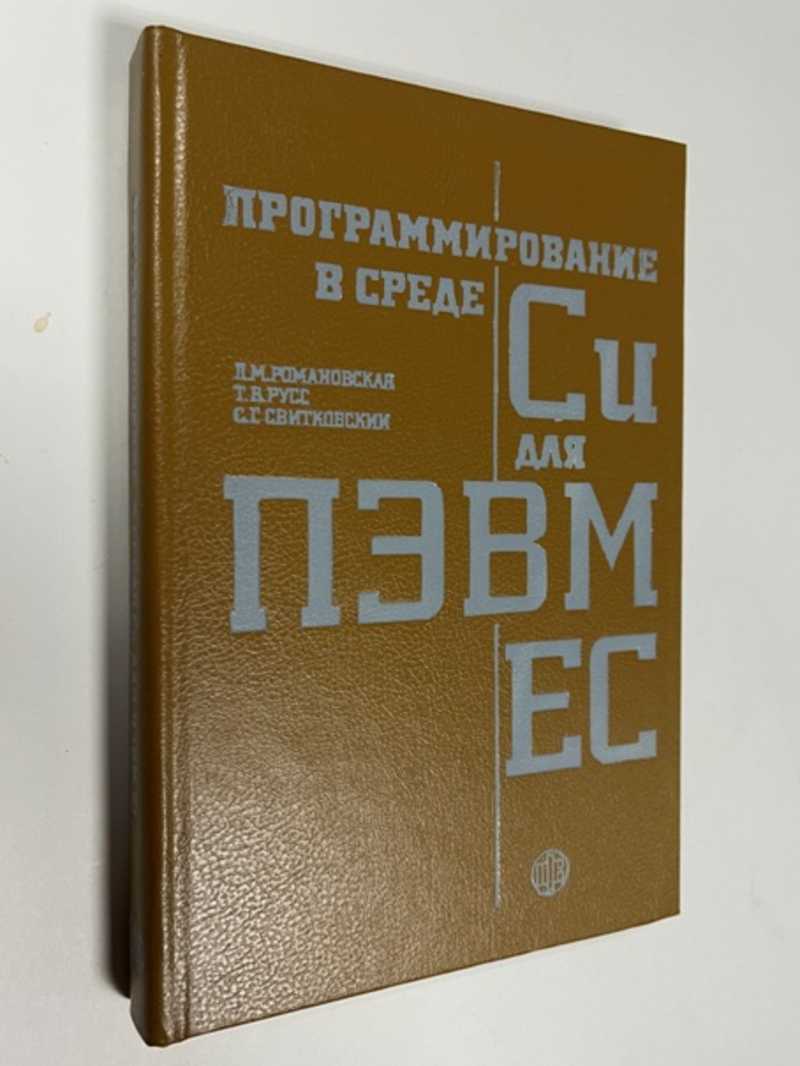 ПРОГРАММИРОВАНИЕ
В СРЕДЕ
Си
Л.М.РОМАНОВСКАЯ
Т.В.РУСС
С.Г.СВИТКОВСКИЙ
ДЛЯ
ПЭВМ
ЕС